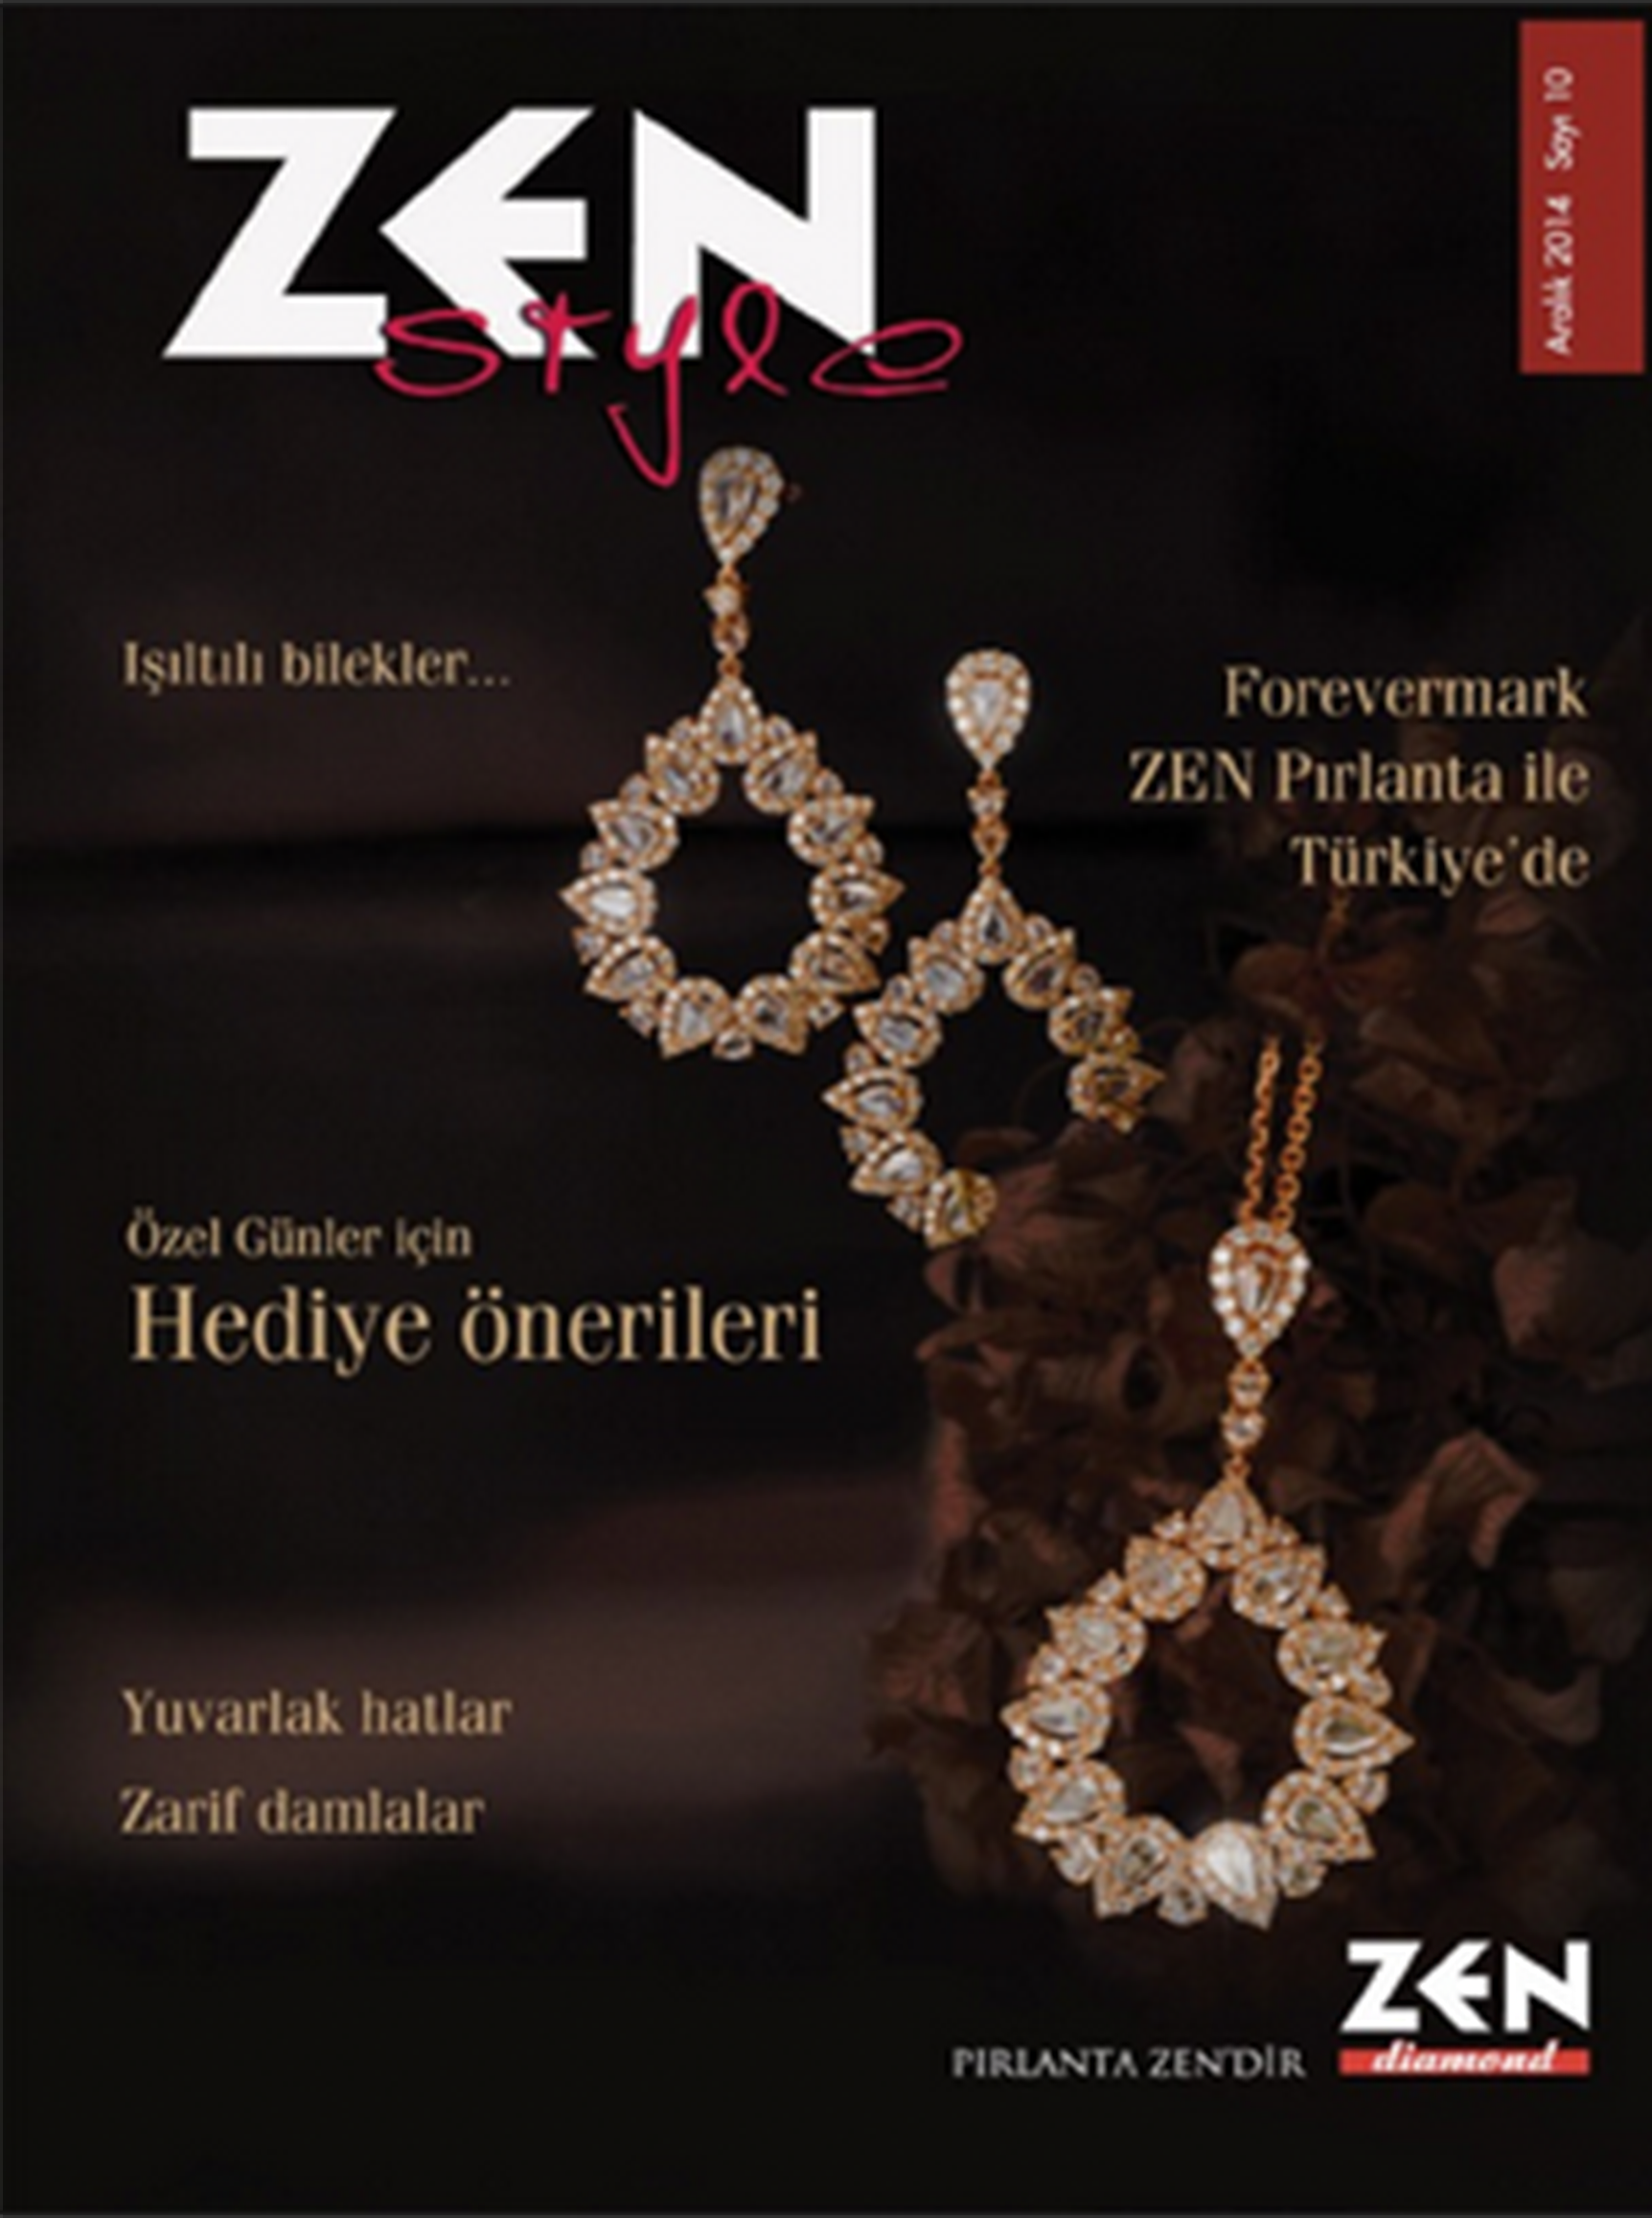 ZEN
style
Aralık 2014 Sayı 10
Işıltılı bilekler...
Forevermark
ZEN Pırlanta ile
Türkiye'de
Özel Günler için
Hediye önerileri
Yuvarlak hatlar
Zarif damlalar
PIRLANTA ZEN'DİR
ZEN
diamond